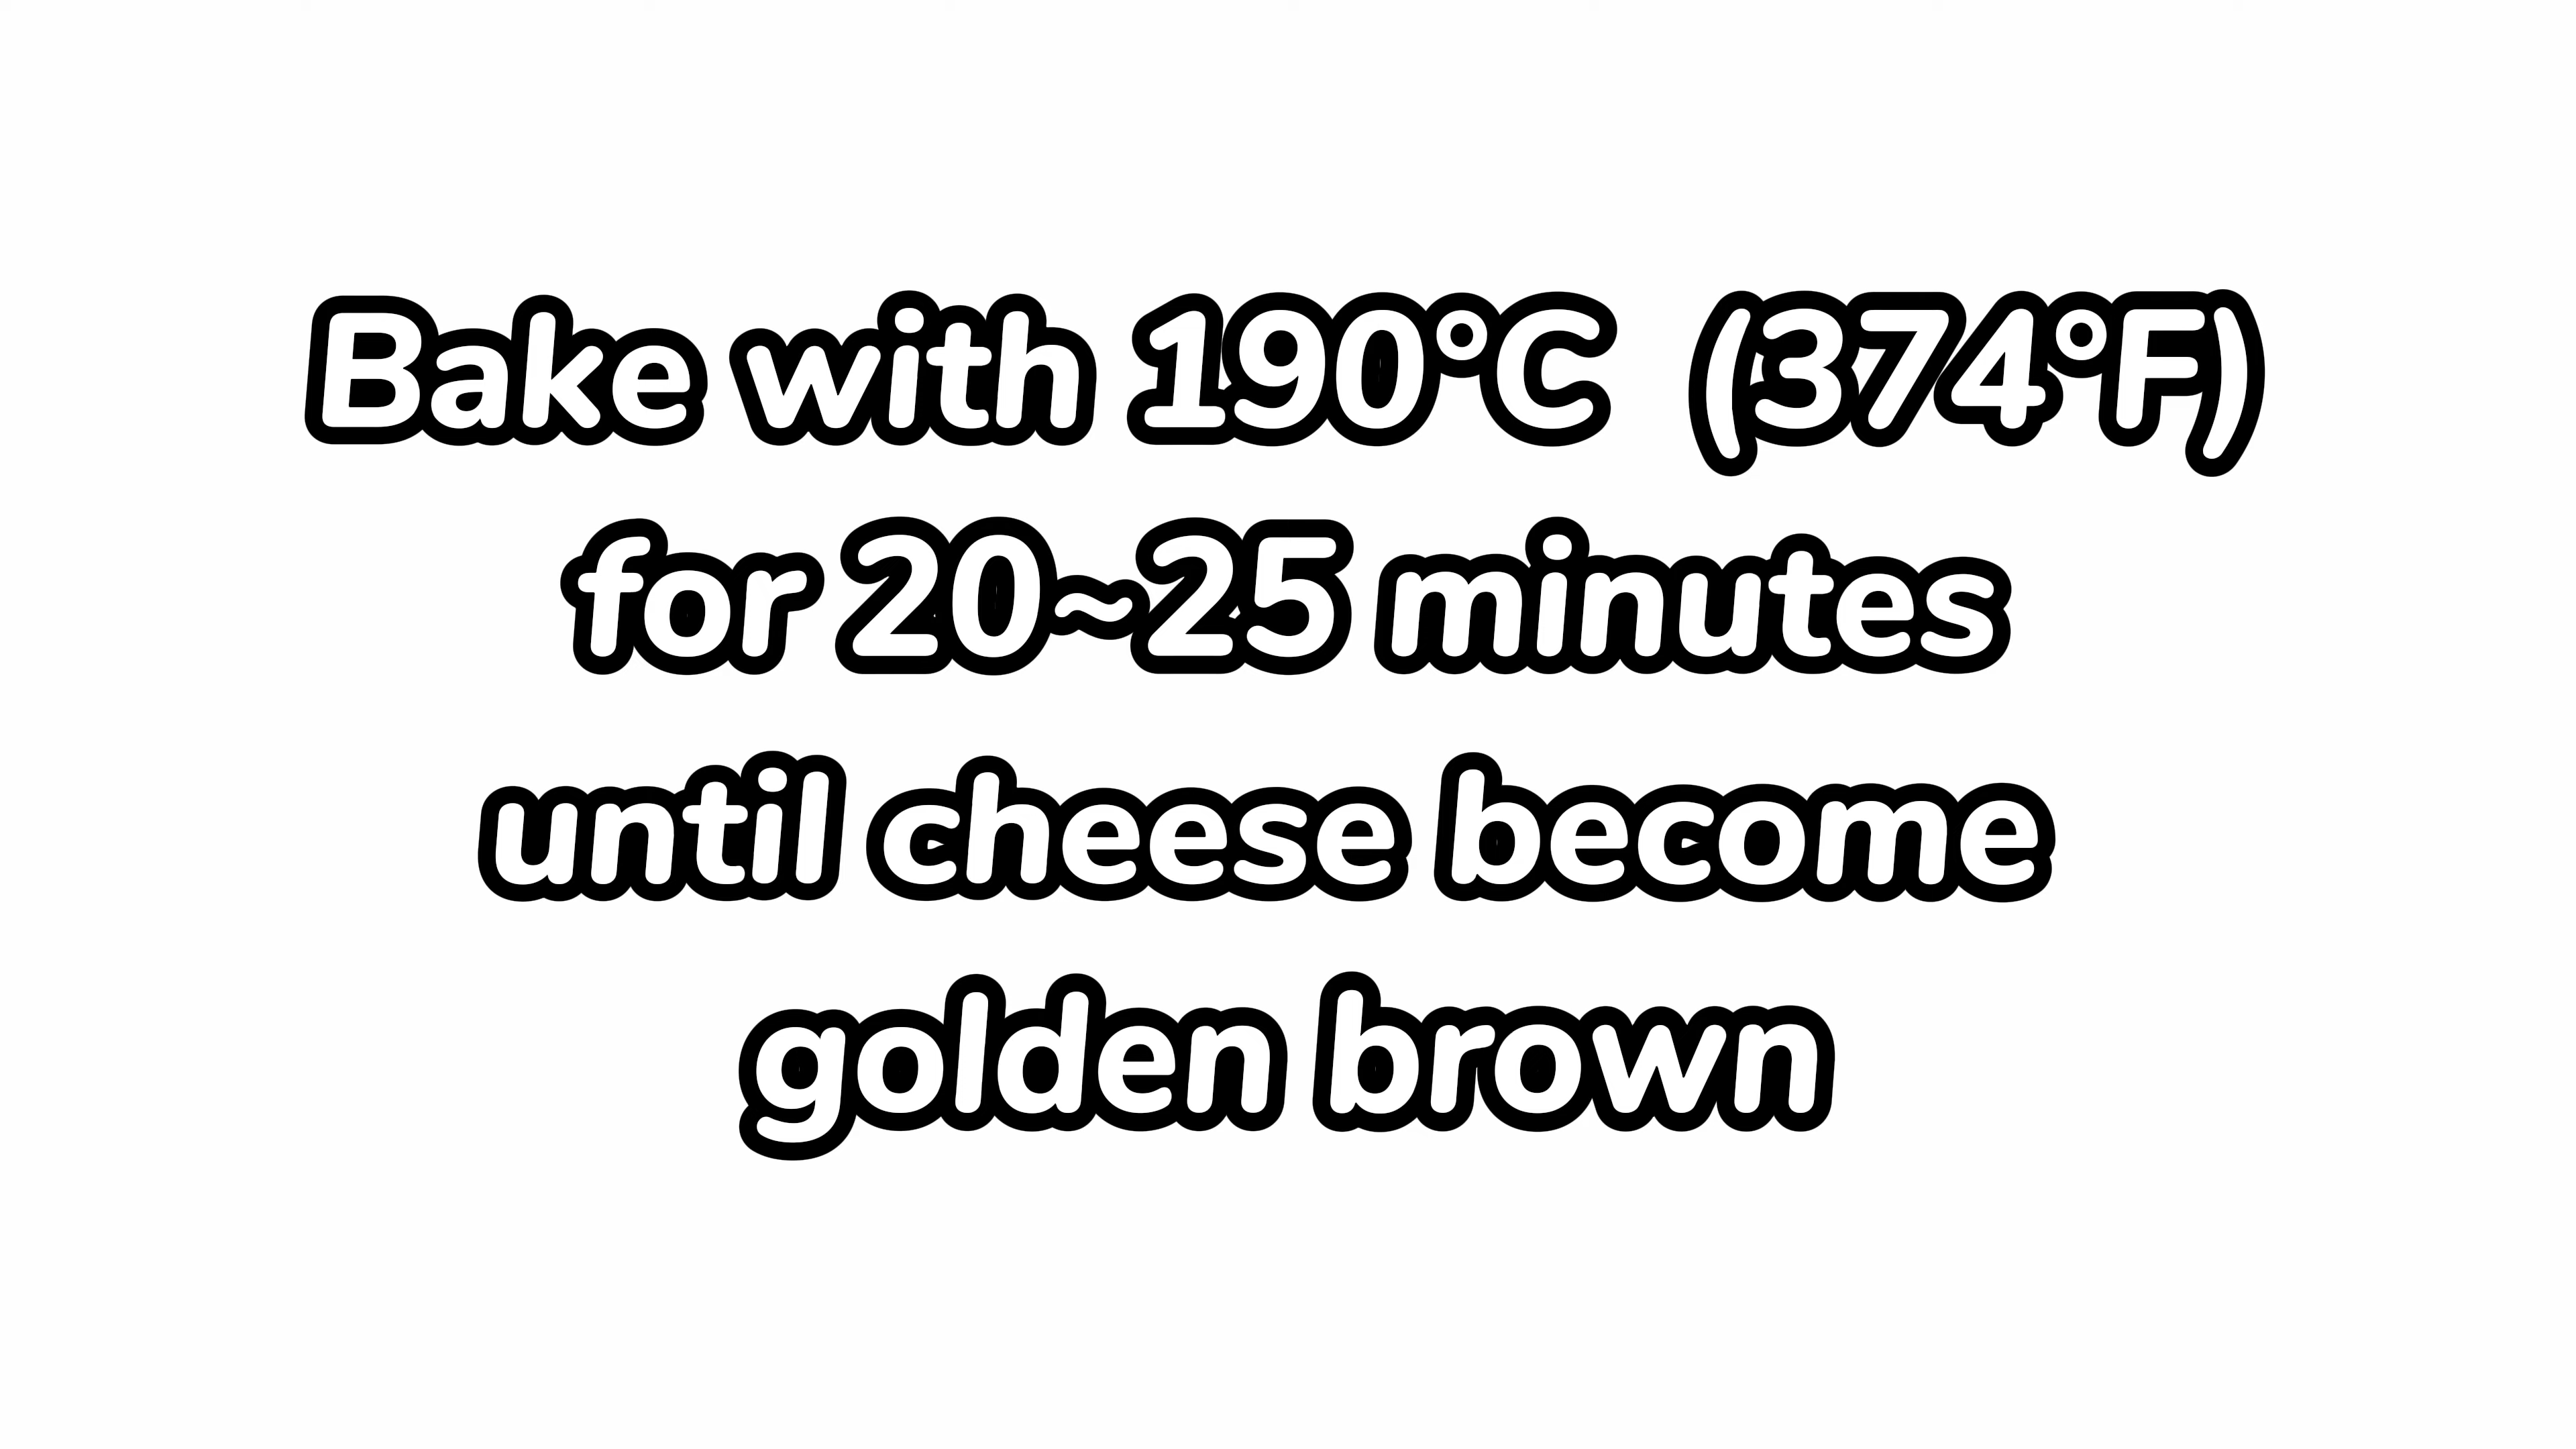 Bake with 190°C  (374°F)
for 20~25 minutes
until cheese become
golden brown